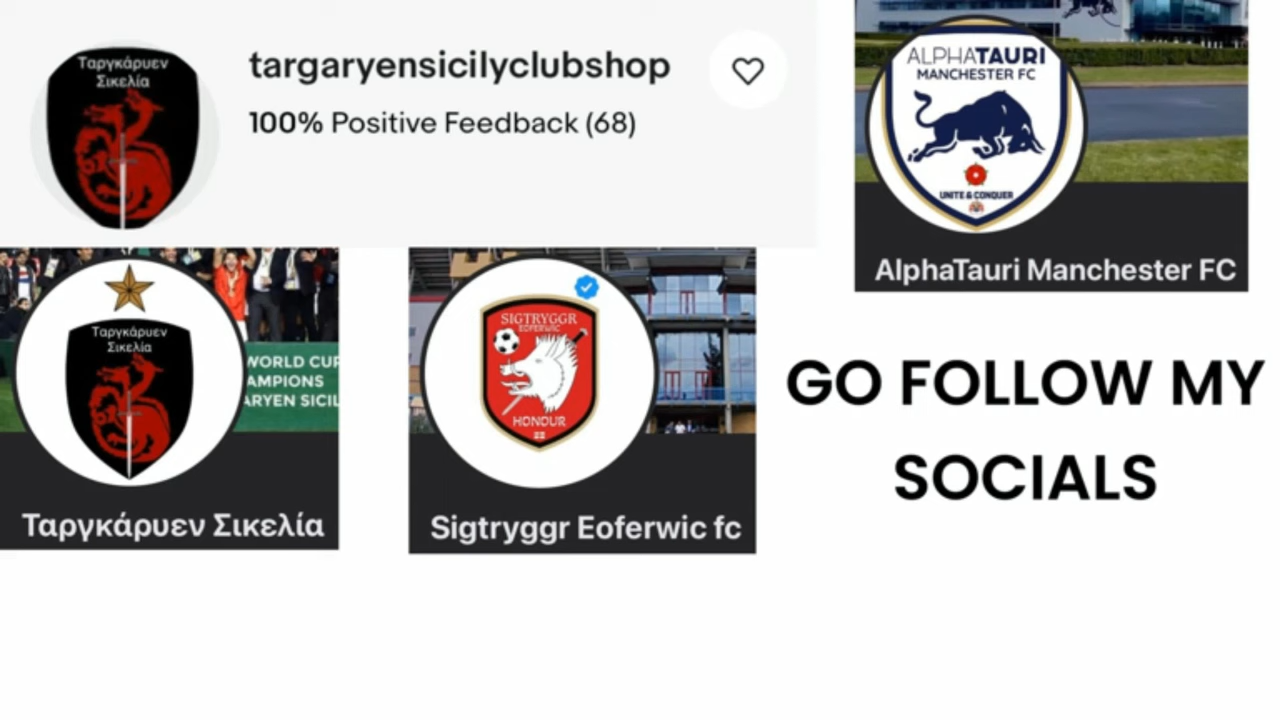 Ταργκάρυεν
Σικελία
targaryensicilyclubshop
100% Positive Feedback (68)
ALPHATAURI
MANCHESTER FC
UNITE & CONQUER
AlphaTauri Manchester FC
Ταργκάρυεν
Σικελία
WORLD CUP
AMPIONS
ARYEN SICIL
Ταργκάρυεν Σικελία
SIGTRYGGR
EOFERWIC
HONOUR
Sigtryggr Eoferwic fc
GO FOLLOW MY
SOCIALS